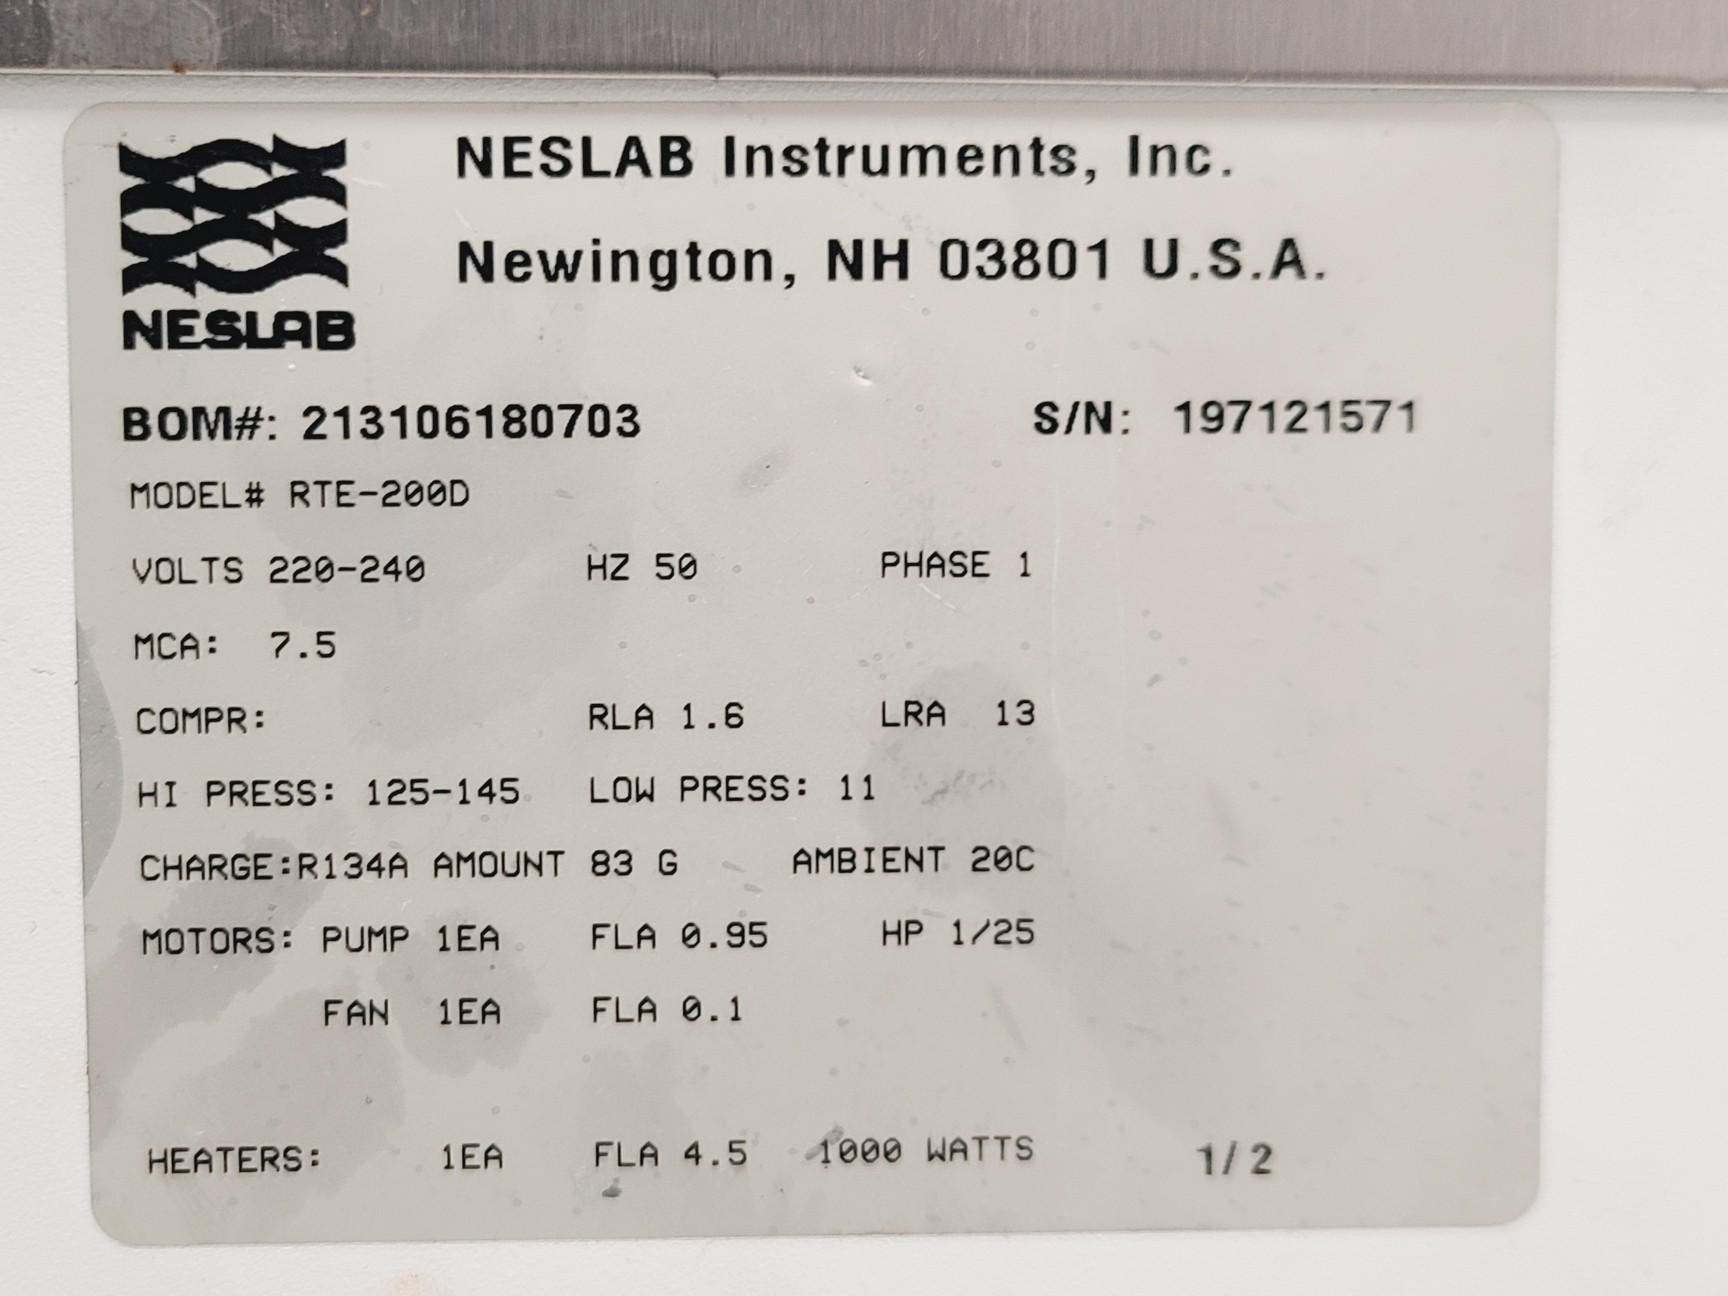 NESLAB Instruments, Inc.
Newington, NH 03801 U.S.A.
NESLAB
BOM#: 213106180703 S/N: 197121571
MODEL# RTE-200D
VOLTS 220-240 HZ 50 PHASE 1
MCA: 7.5
COMPR: RLA 1.6 LRA 13
HI PRESS: 125-145 LOW PRESS: 11
CHARGE:R134A AMOUNT 83 G AMBIENT 20C
MOTORS: PUMP 1EA FLA 0.95 HP 1/25
FAN 1EA FLA 0.1
HEATERS: 1EA FLA 4.5 1000 WATTS 1/2